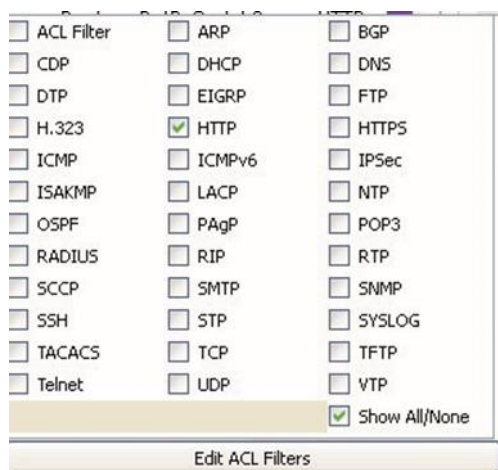 ACL Filter ARP BGP
CDP DHCP DNS
DTP EIGRP FTP
H.323 HTTP HTTPS
ICMP ICMPv6 IPSec
ISAKMP LACP NTP
OSPF PAgP POP3
RADIUS RIP RTP
SCCP SMTP SNMP
SSH STP SYSLOG
TACACS TCP TFTP
Telnet UDP VTP
Show All/None
Edit ACL Filters